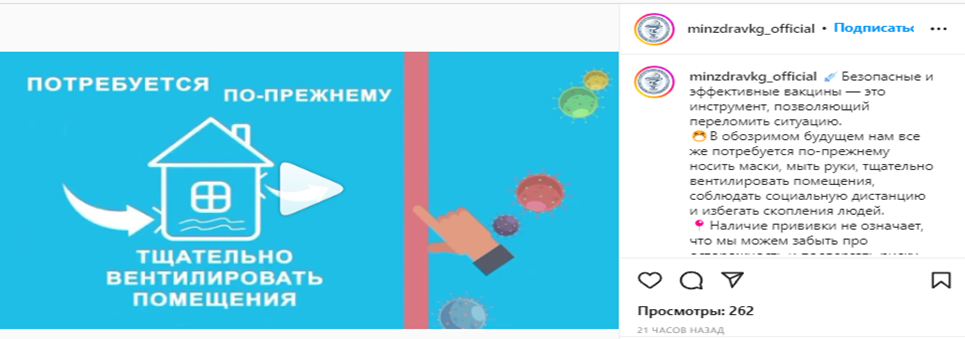 ПОТРЕБУЕТСЯ
ПО-ПРЕЖНЕМУ
ТЩАТЕЛЬНО
ВЕНТИЛИРОВАТЬ
ПОМЕЩЕНИЯ
minzdravkg_official • Подписатьс
minzdravkg_official 💉 Безопасные и
эффективные вакцины — это
инструмент, позволяющий
переломить ситуацию.
😷 В обозримом будущем нам все
же потребуется по-прежнему
носить маски, мыть руки, тщательно
вентилировать помещения,
соблюдать социальную дистанцию
и избегать скопления людей.
📍 Наличие прививки не означает,
что мы можем забыть про
Просмотры: 262
21 ЧАСОВ НАЗАД